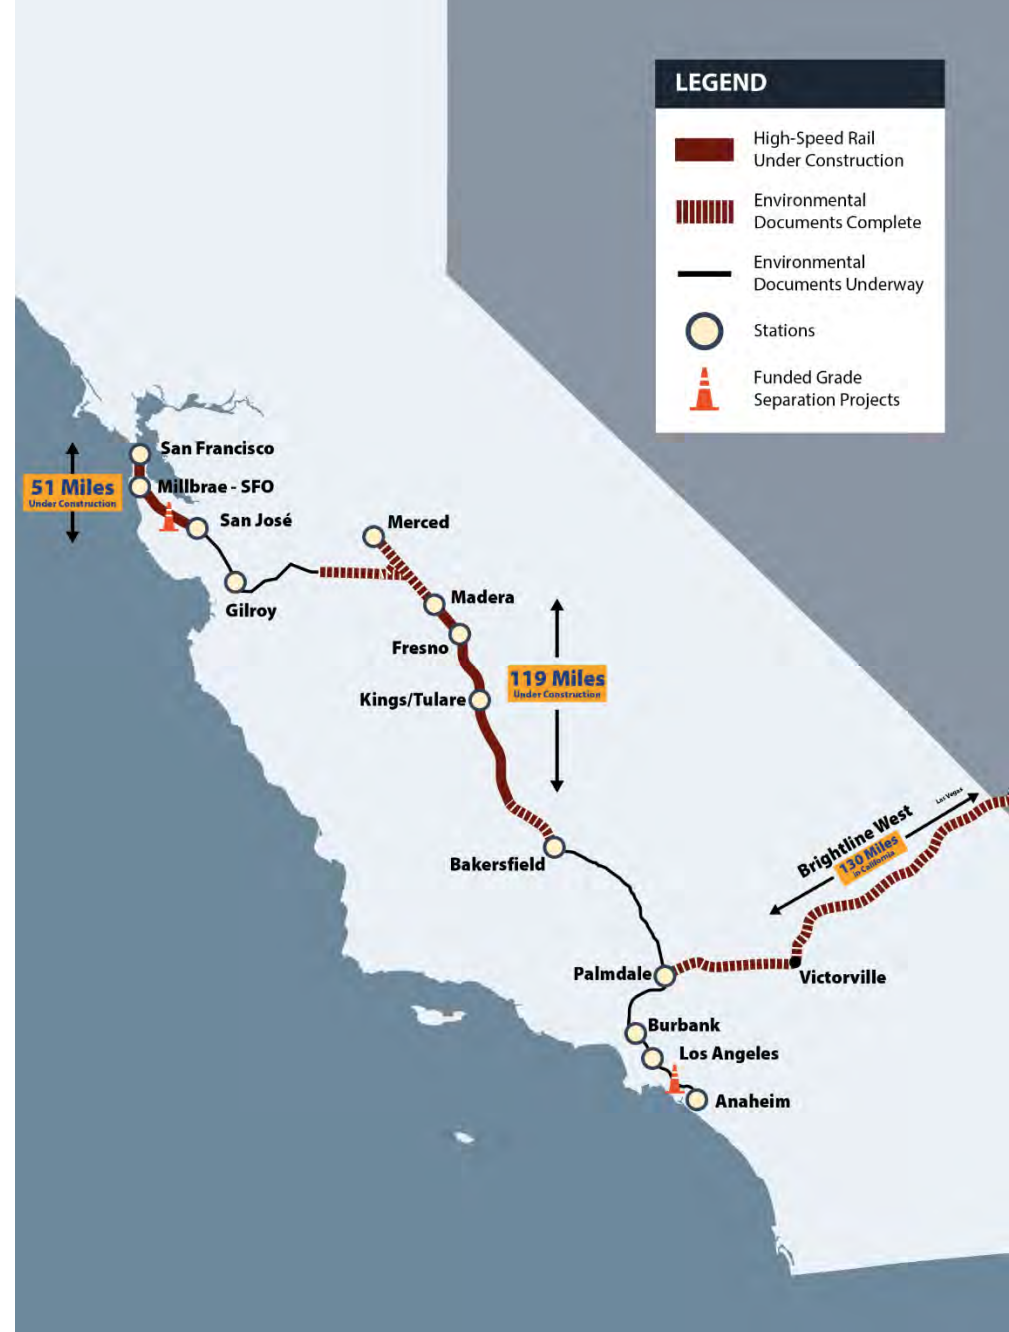 LEGEND
High-Speed Rail
Under Construction
Environmental
Documents Complete
Environmental
Documents Underway
Stations
Funded Grade
Separation Projects
San Francisco
51 Miles
Under Construction
Millbrae - SFO
San José
Merced
Gilroy
Madera
Fresno
119 Miles
Under Construction
Kings/Tulare
Las Vegas
Brightline West
130 Miles
in California
Bakersfield
Palmdale
Victorville
Burbank
Los Angeles
Anaheim